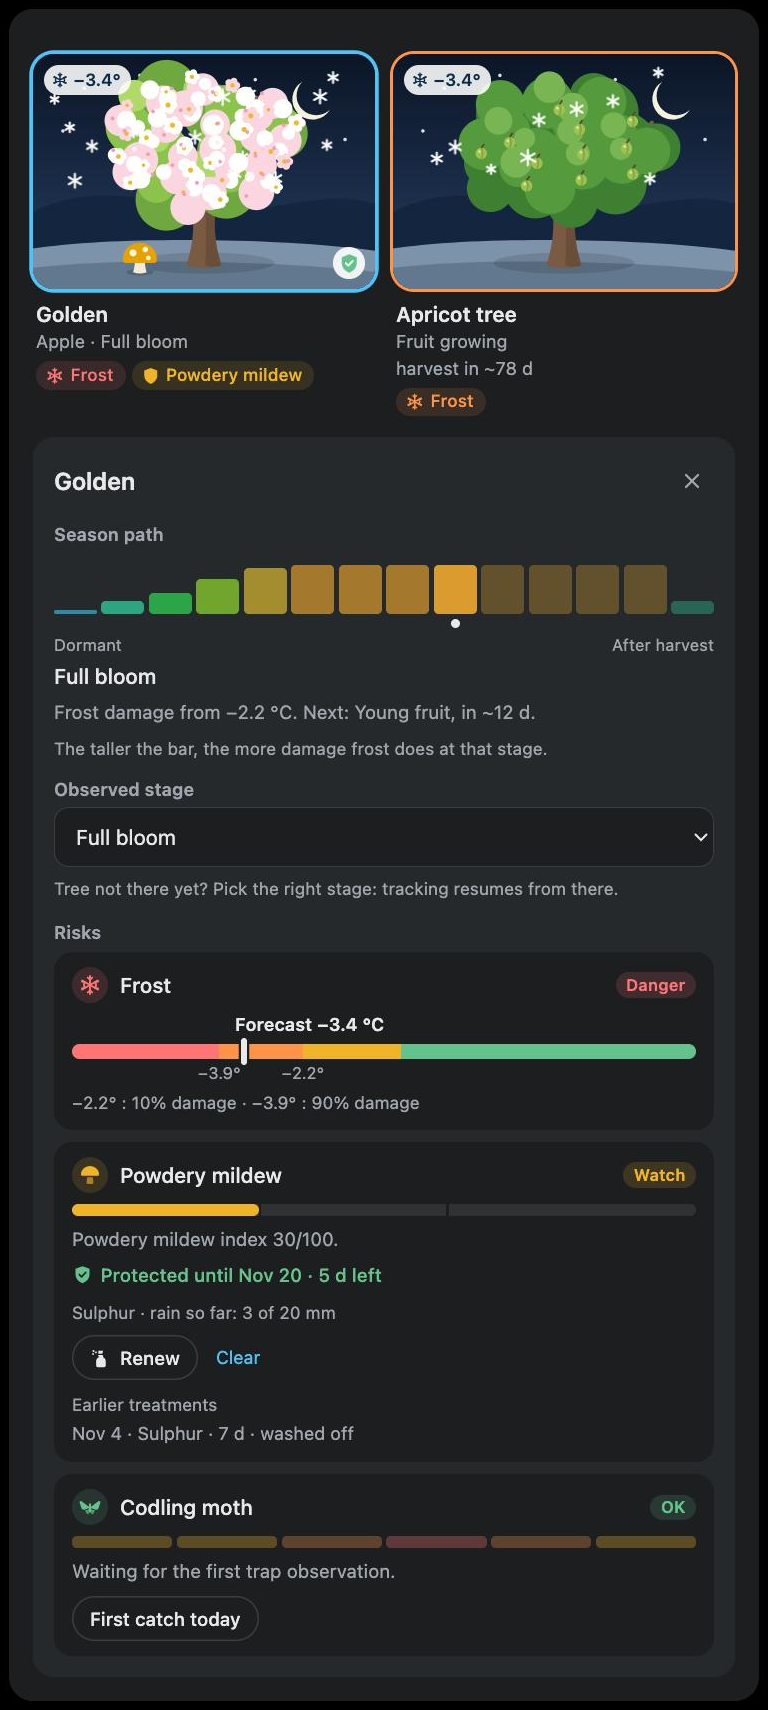 −3.4°
−3.4°
Golden
Apple · Full bloom
Frost
Powdery mildew
Apricot tree
Fruit growing
harvest in ~78 d
Frost
Golden
Season path
Dormant
After harvest
Full bloom
Frost damage from −2.2 °C. Next: Young fruit, in ~12 d.
The taller the bar, the more damage frost does at that stage.
Observed stage
Full bloom
Tree not there yet? Pick the right stage: tracking resumes from there.
Risks
Frost
Danger
Forecast −3.4 °C
−3.9°
−2.2°
−2.2° : 10% damage · −3.9° : 90% damage
Powdery mildew
Watch
Powdery mildew index 30/100.
Protected until Nov 20 · 5 d left
Sulphur · rain so far: 3 of 20 mm
Renew
Clear
Earlier treatments
Nov 4 · Sulphur · 7 d · washed off
Codling moth
OK
Waiting for the first trap observation.
First catch today